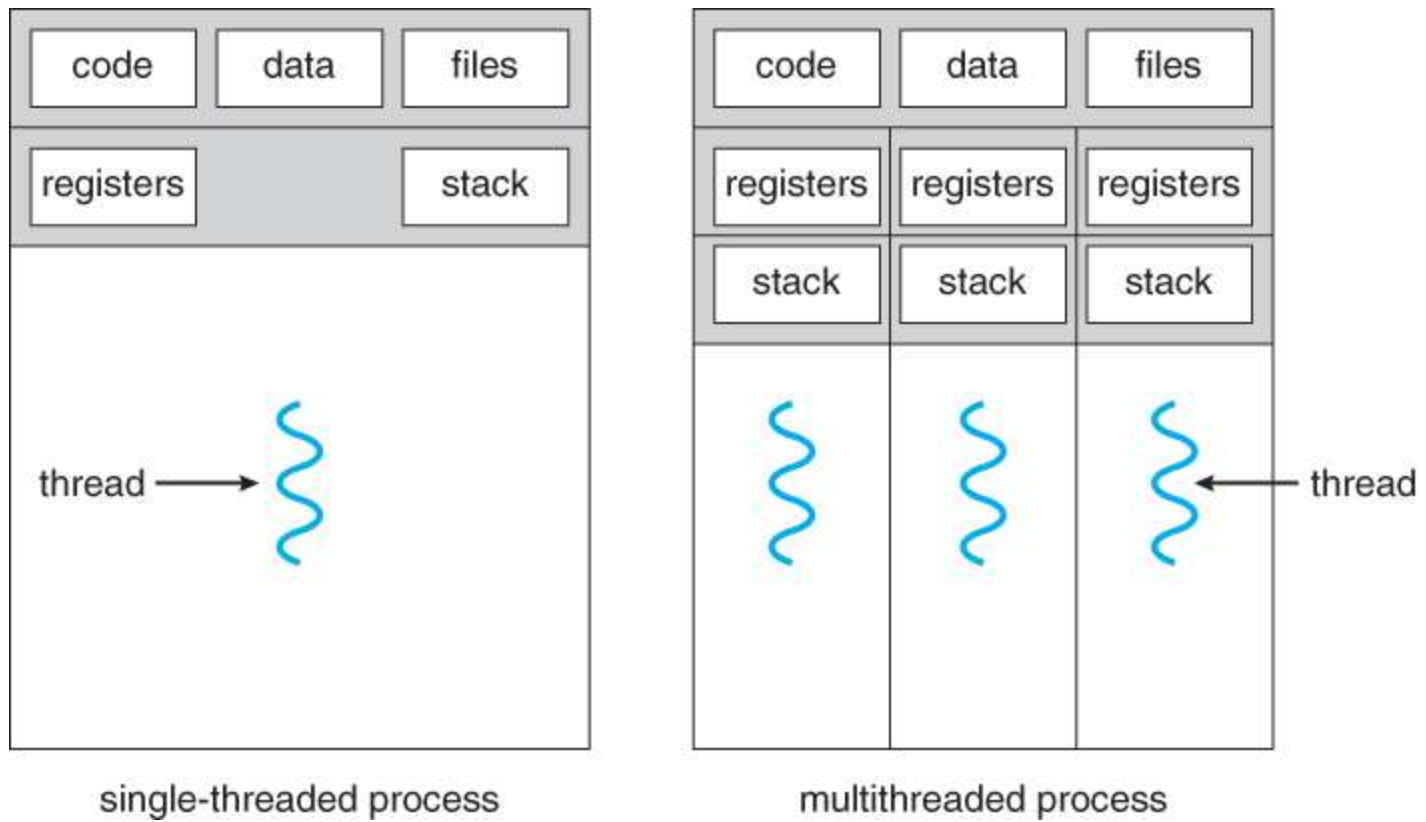 code data files
registers stack
thread
single-threaded process
code data files
registers registers registers
stack stack stack
thread
multithreaded process